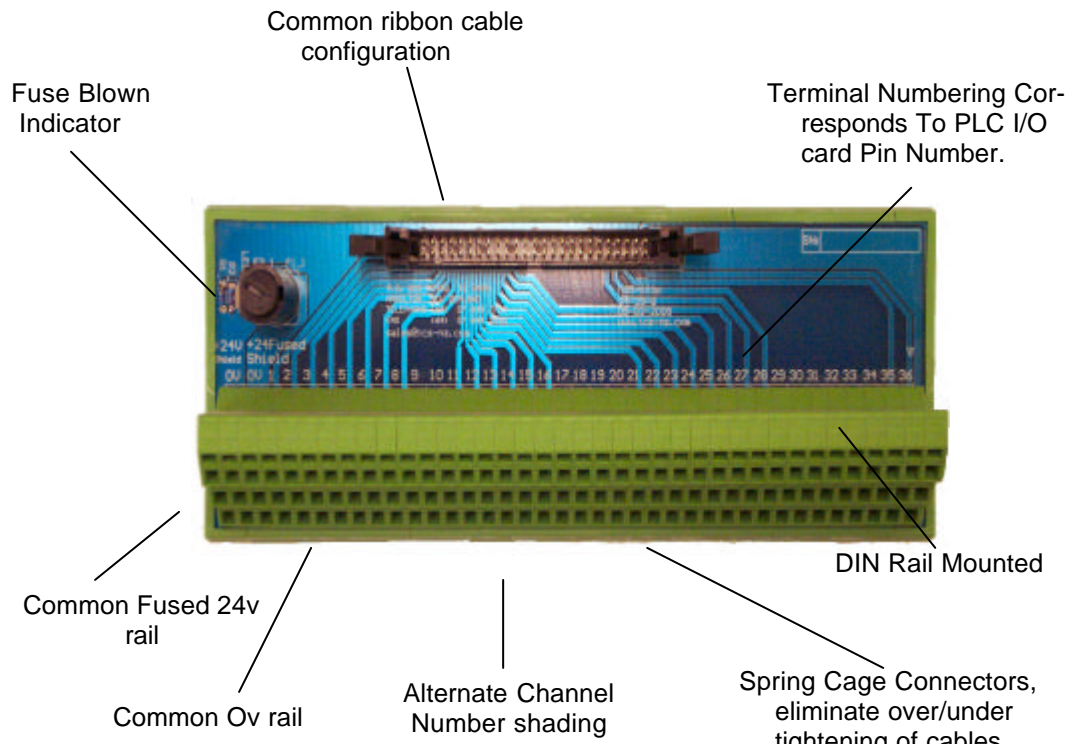 Common ribbon cable
configuration
Fuse Blown
Indicator
Terminal Numbering Cor-
responds To PLC I/O
card Pin Number.
+24V +24Fused
Shield Shield
0V 0V 1 2 3 4 5 6 7 8 9 10 11 12 13 14 15 16 17 18 19 20 21 22 23 24 25 26 27 28 29 30 31 32 33 34 35 36
DIN Rail Mounted
Common Fused 24v
rail
Common Ov rail
Alternate Channel
Number shading
Spring Cage Connectors,
eliminate over/under
tightening of cables